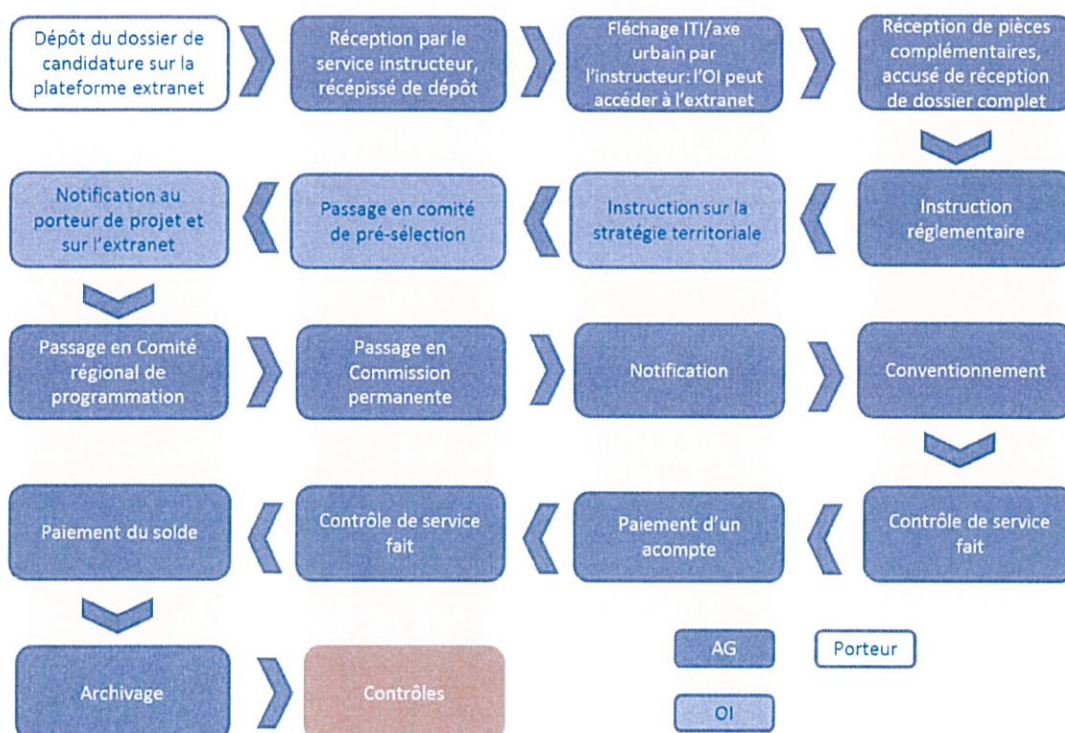 Dépôt du dossier de
candidature sur la
plateforme extranet
Réception par le
service instructeur,
récépissé de dépôt
Fléchage ITI/axe
urbain par
l'instructeur: l'OI peut
accéder à l'extranet
Réception de pièces
complémentaires,
accusé de réception
de dossier complet
Instruction
réglementaire
Instruction sur la
stratégie territoriale
Passage en comité
de pré-sélection
Notification au
porteur de projet et
sur l'extranet
Passage en Comité
régional de
programmation
Passage en
Commission
permanente
Notification
Conventionnement
Contrôle de service
fait
Paiement d'un
acompte
Contrôle de service
fait
Paiement du solde
Archivage
Contrôles
AG
Porteur
OI